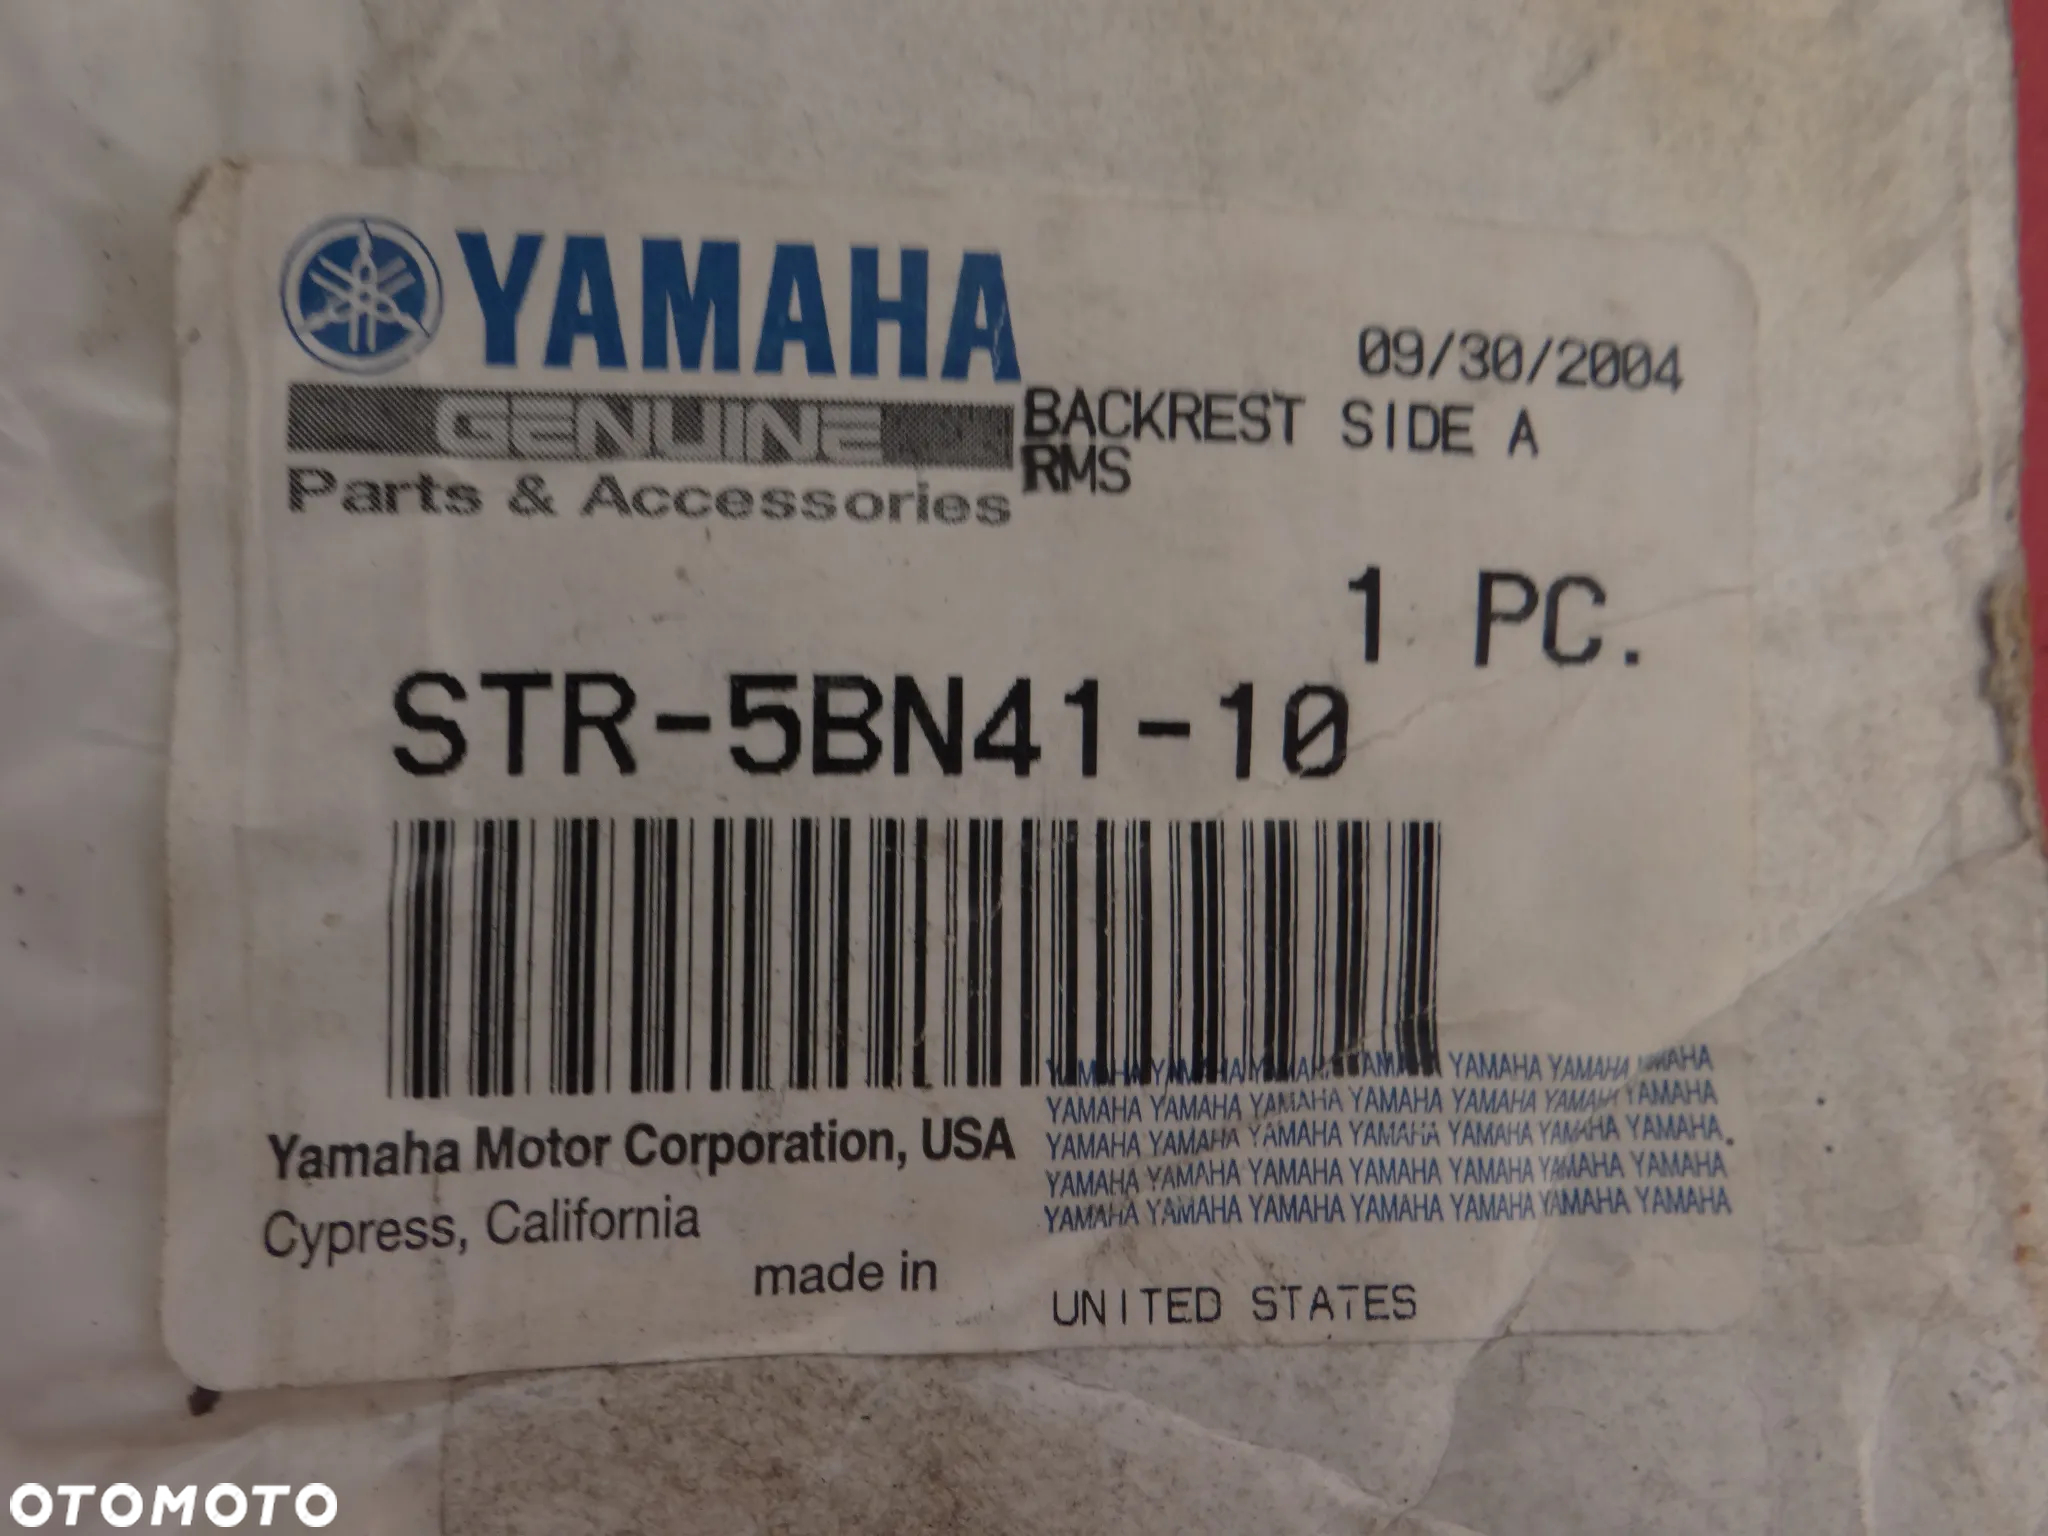 YAMAHA
09/30/2004
GENUINE
BACKREST SIDE A
RMS
Parts & Accessories
1 PC.
STR-5BN41-10
YAMAHA YAMAHA YAMAHA YAMAHA YAMAHA YAMAHA YAMAHA
YAMAHA YAMAHA YAMAHA YAMAHA YAMAHA YAMAHA YAMAHA
YAMAHA YAMAHA YAMAHA YAMAHA YAMAHA YAMAHA YAMAHA
YAMAHA YAMAHA YAMAHA YAMAHA YAMAHA YAMAHA YAMAHA
YAMAHA YAMAHA YAMAHA YAMAHA YAMAHA YAMAHA YAMAHA
Yamaha Motor Corporation, USA
Cypress, California
made in
UNITED STATES
OTOMOTO